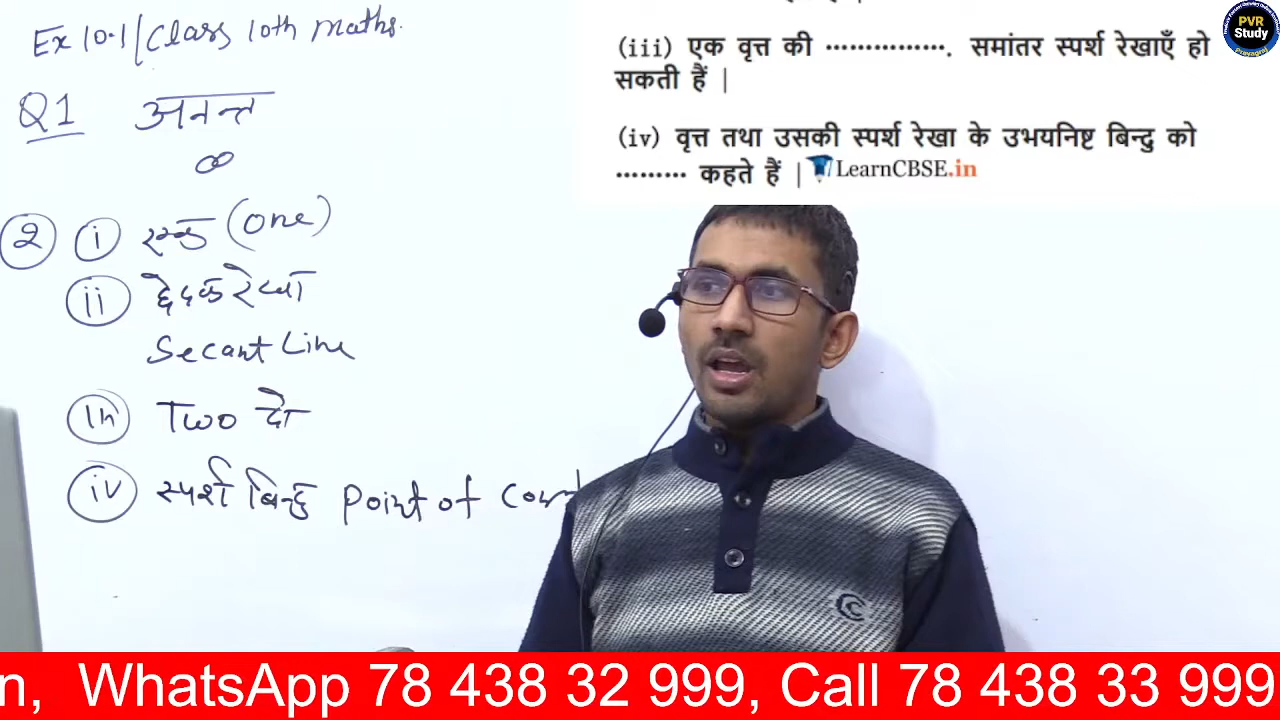 Ex 10.1/Class 10th Maths.
Q1 अनन्त
∞
2 i एक (One)
ii छेदक रेखा
Secant Line
iii Two दो
iv स्पर्श बिन्दु Point of
(iii) एक वृत्त की ................ समांतर स्पर्श रेखाएँ हो
सकती हैं |
(iv) वृत्त तथा उसकी स्पर्श रेखा के उभयनिष्ट बिन्दु को
......... कहते हैं | LearnCBSE.in
PVR
Study
Prayagraj
n, WhatsApp 78 438 32 999, Call 78 438 33 999